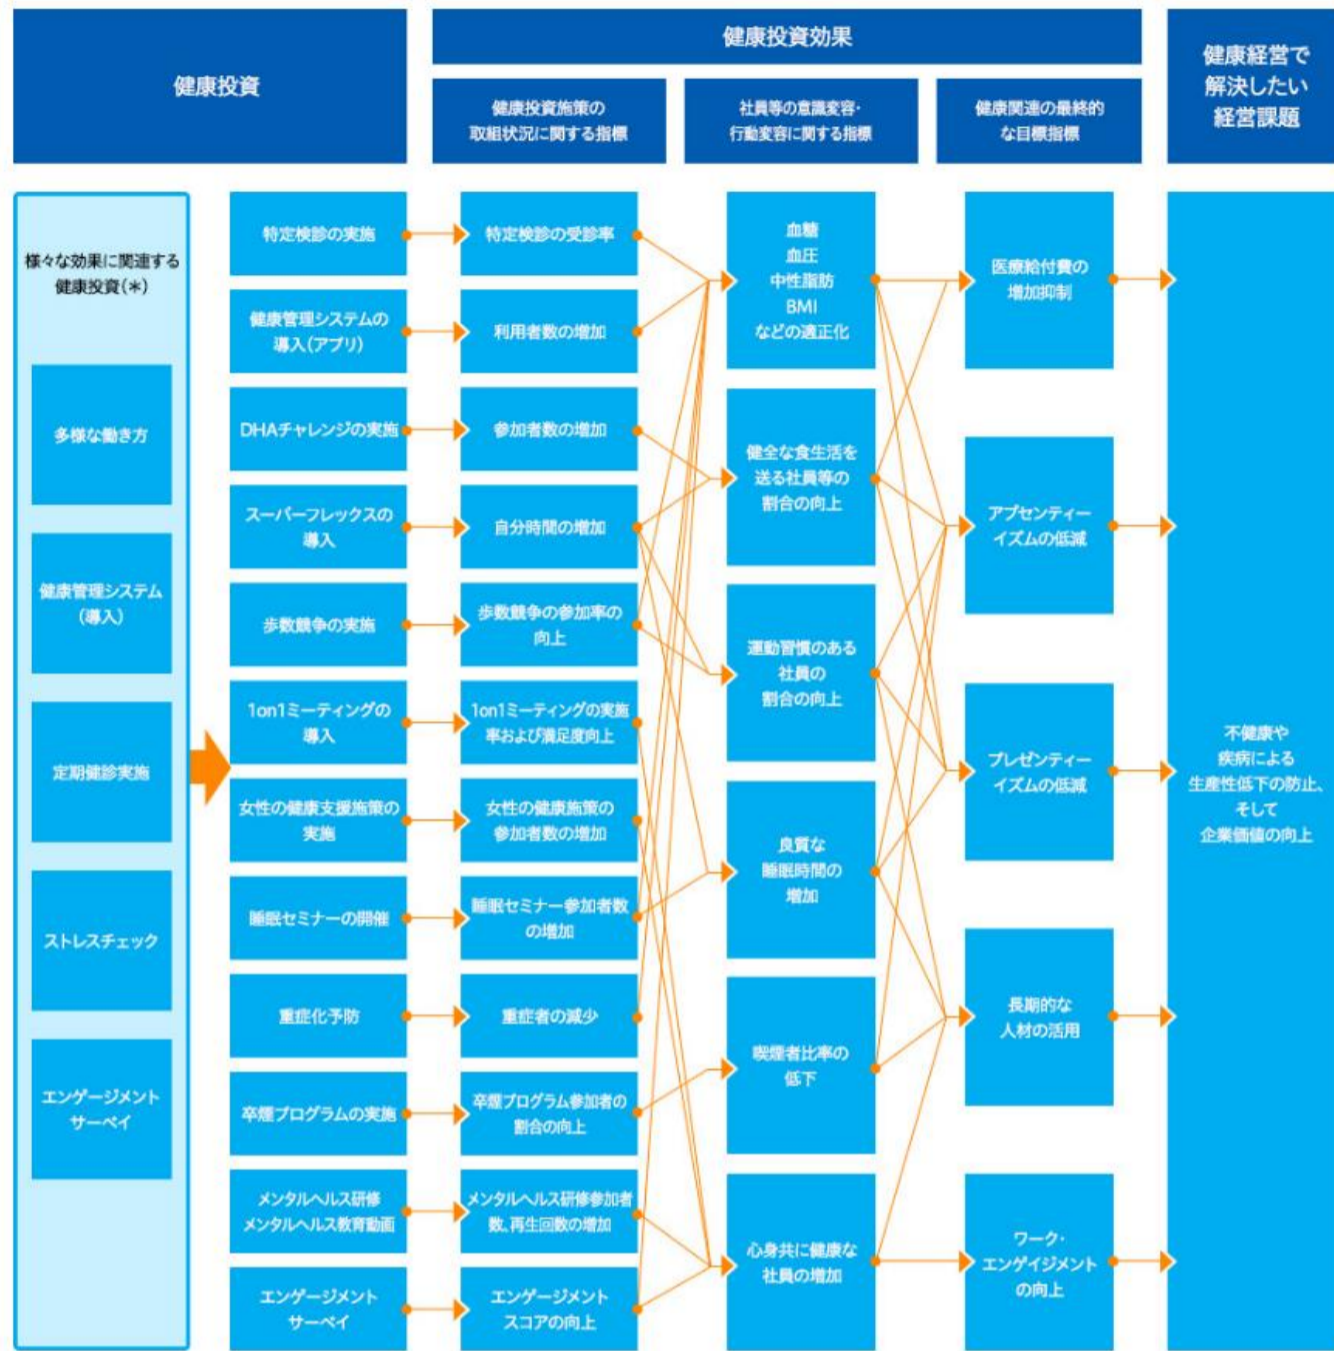 健康投資
健康投資効果
健康投資施策の
取組状況に関する指標
社員等の意識変容・
行動変容に関する指標
健康関連の最終的
な目標指標
健康経営で
解決したい
経営課題
様々な効果に関連する
健康投資(＊)
多様な働き方
健康管理システム
(導入)
定期健診実施
ストレスチェック
エンゲージメント
サーベイ
特定検診の実施
健康管理システムの
導入(アプリ)
DHAチャレンジの実施
スーパーフレックスの
導入
歩数競争の実施
1on1ミーティングの
導入
女性の健康支援施策の
実施
睡眠セミナーの開催
重症化予防
卒煙プログラムの実施
メンタルヘルス研修
メンタルヘルス教育動画
エンゲージメント
サーベイ
特定検診の受診率
利用者数の増加
参加者数の増加
自分時間の増加
歩数競争の参加率の
向上
1on1ミーティングの実施
率および満足度向上
女性の健康施策の
参加者数の増加
睡眠セミナー参加者数
の増加
重症者の減少
卒煙プログラム参加者の
割合の向上
メンタルヘルス研修参加者
数、再生回数の増加
エンゲージメント
スコアの向上
血糖
血圧
中性脂肪
BMI
などの適正化
健全な食生活を
送る社員等の
割合の向上
運動習慣のある
社員の
割合の向上
良質な
睡眠時間の
増加
喫煙者比率の
低下
心身共に健康な
社員の増加
医療給付費の
増加抑制
アブセンティー
イズムの低減
プレゼンティー
イズムの低減
長期的な
人材の活用
ワーク・
エンゲイジメント
の向上
不健康や
疾病による
生産性低下の防止、
そして
企業価値の向上